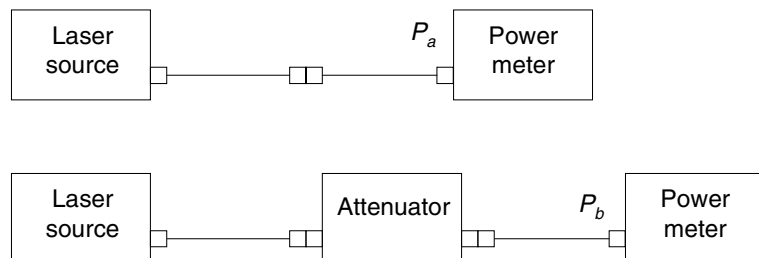 Laser
source
P_a
Power
meter
Laser
source
Attenuator
P_b
Power
meter